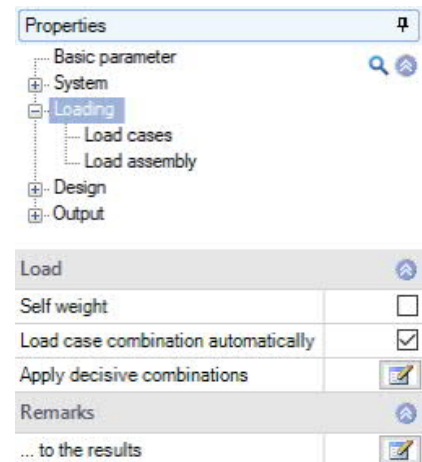 Properties
Basic parameter
System
Loading
Load cases
Load assembly
Design
Output
Load
Self weight
Load case combination automatically
Apply decisive combinations
Remarks
... to the results